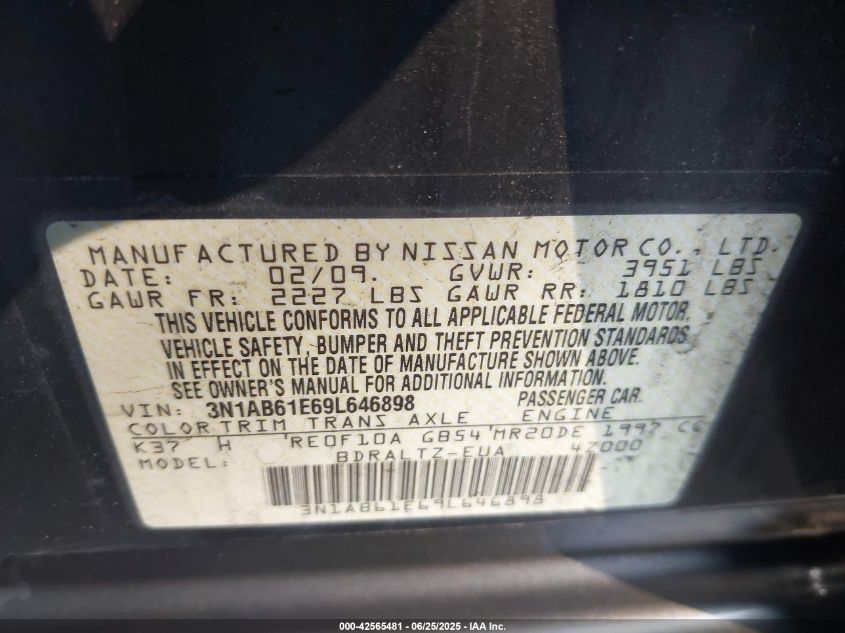 MANUFACTURED BY NISSAN MOTOR CO., LTD.
DATE: 02/09. GVWR: 3951 LBS
GAWR FR: 2227 LBS GAWR RR: 1810 LBS
THIS VEHICLE CONFORMS TO ALL APPLICABLE FEDERAL MOTOR
VEHICLE SAFETY, BUMPER AND THEFT PREVENTION STANDARDS
IN EFFECT ON THE DATE OF MANUFACTURE SHOWN ABOVE.
SEE OWNER'S MANUAL FOR ADDITIONAL INFORMATION.
VIN: 3N1AB61E69L646898 PASSENGER CAR.
COLOR TRIM TRANS AXLE ENGINE
K37 H RE0F10A GB54 MR20DE 1997 CC
MODEL: BDRALTZ-EUA 4Z000
3N1AB61E69L646898
000-42565481 - 06/25/2025 - IAA Inc.